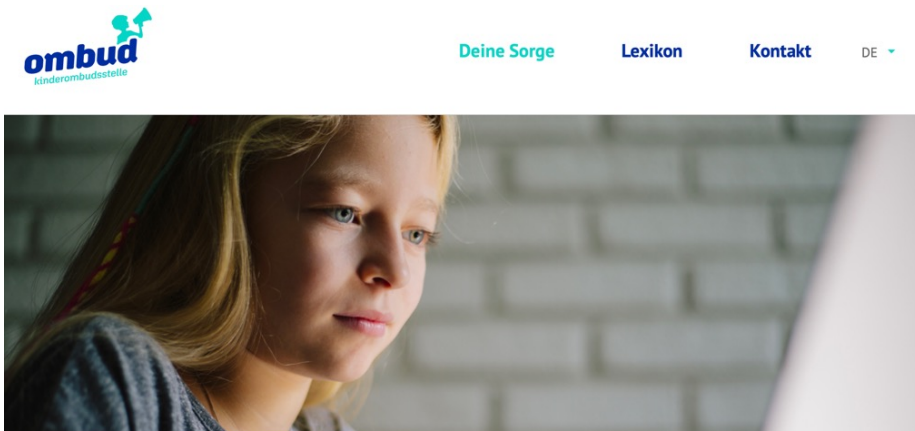 ombud
kinderombudsstelle
Deine Sorge
Lexikon
Kontakt
DE